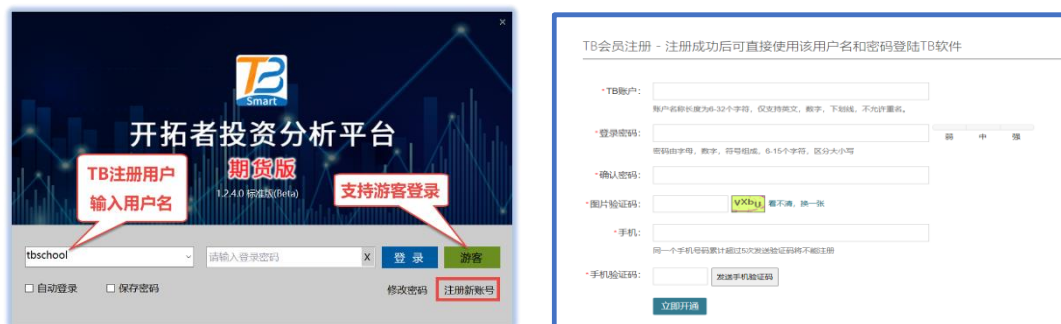 ×
TB
Smart
开拓者投资分析平台
期货版
1.2.4.0 标准版(Beta)
TB注册用户
输入用户名
支持游客登录
tbschool
请输入登录密码
X
登 录
游客
自动登录
保存密码
修改密码
注册新账号
TB会员注册 - 注册成功后可直接使用该用户名和密码登陆TB软件
*TB账户:
账户名称长度为6-32个字符，仅支持英文，数字，下划线，不允许重名。
*登录密码:
弱 中 强
密码由字母，数字，符号组成，6-15个字符，区分大小写
*确认密码:
*图片验证码:
VXbu
看不清，换一张
*手机:
同一个手机号码累计超过5次发送验证码将不能注册
*手机验证码:
发送手机验证码
立即开通